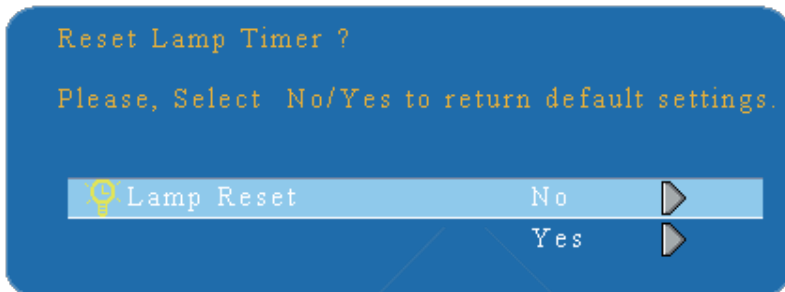 Reset Lamp Timer ?
Please, Select No/Yes to return default settings.
Lamp Reset No
Yes